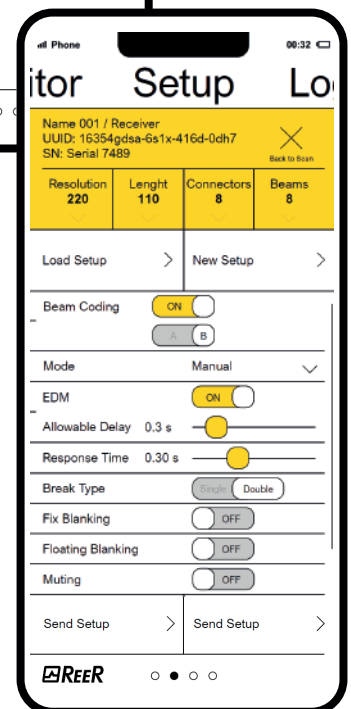 Phone 00:32
itor Setup Lo
Name 001 / Receiver
UUID: 16354gdsa-6s1x-416d-0dh7
SN: Serial 7489
Back to Scan
Resolution Lenght Connectors Beams
220 110 8 8
Load Setup New Setup
Beam Coding ON
A B
Mode Manual
EDM ON
Allowable Delay 0.3 s
Response Time 0.30 s
Break Type Single Double
Fix Blanking OFF
Floating Blanking OFF
Muting OFF
Send Setup Send Setup
REER